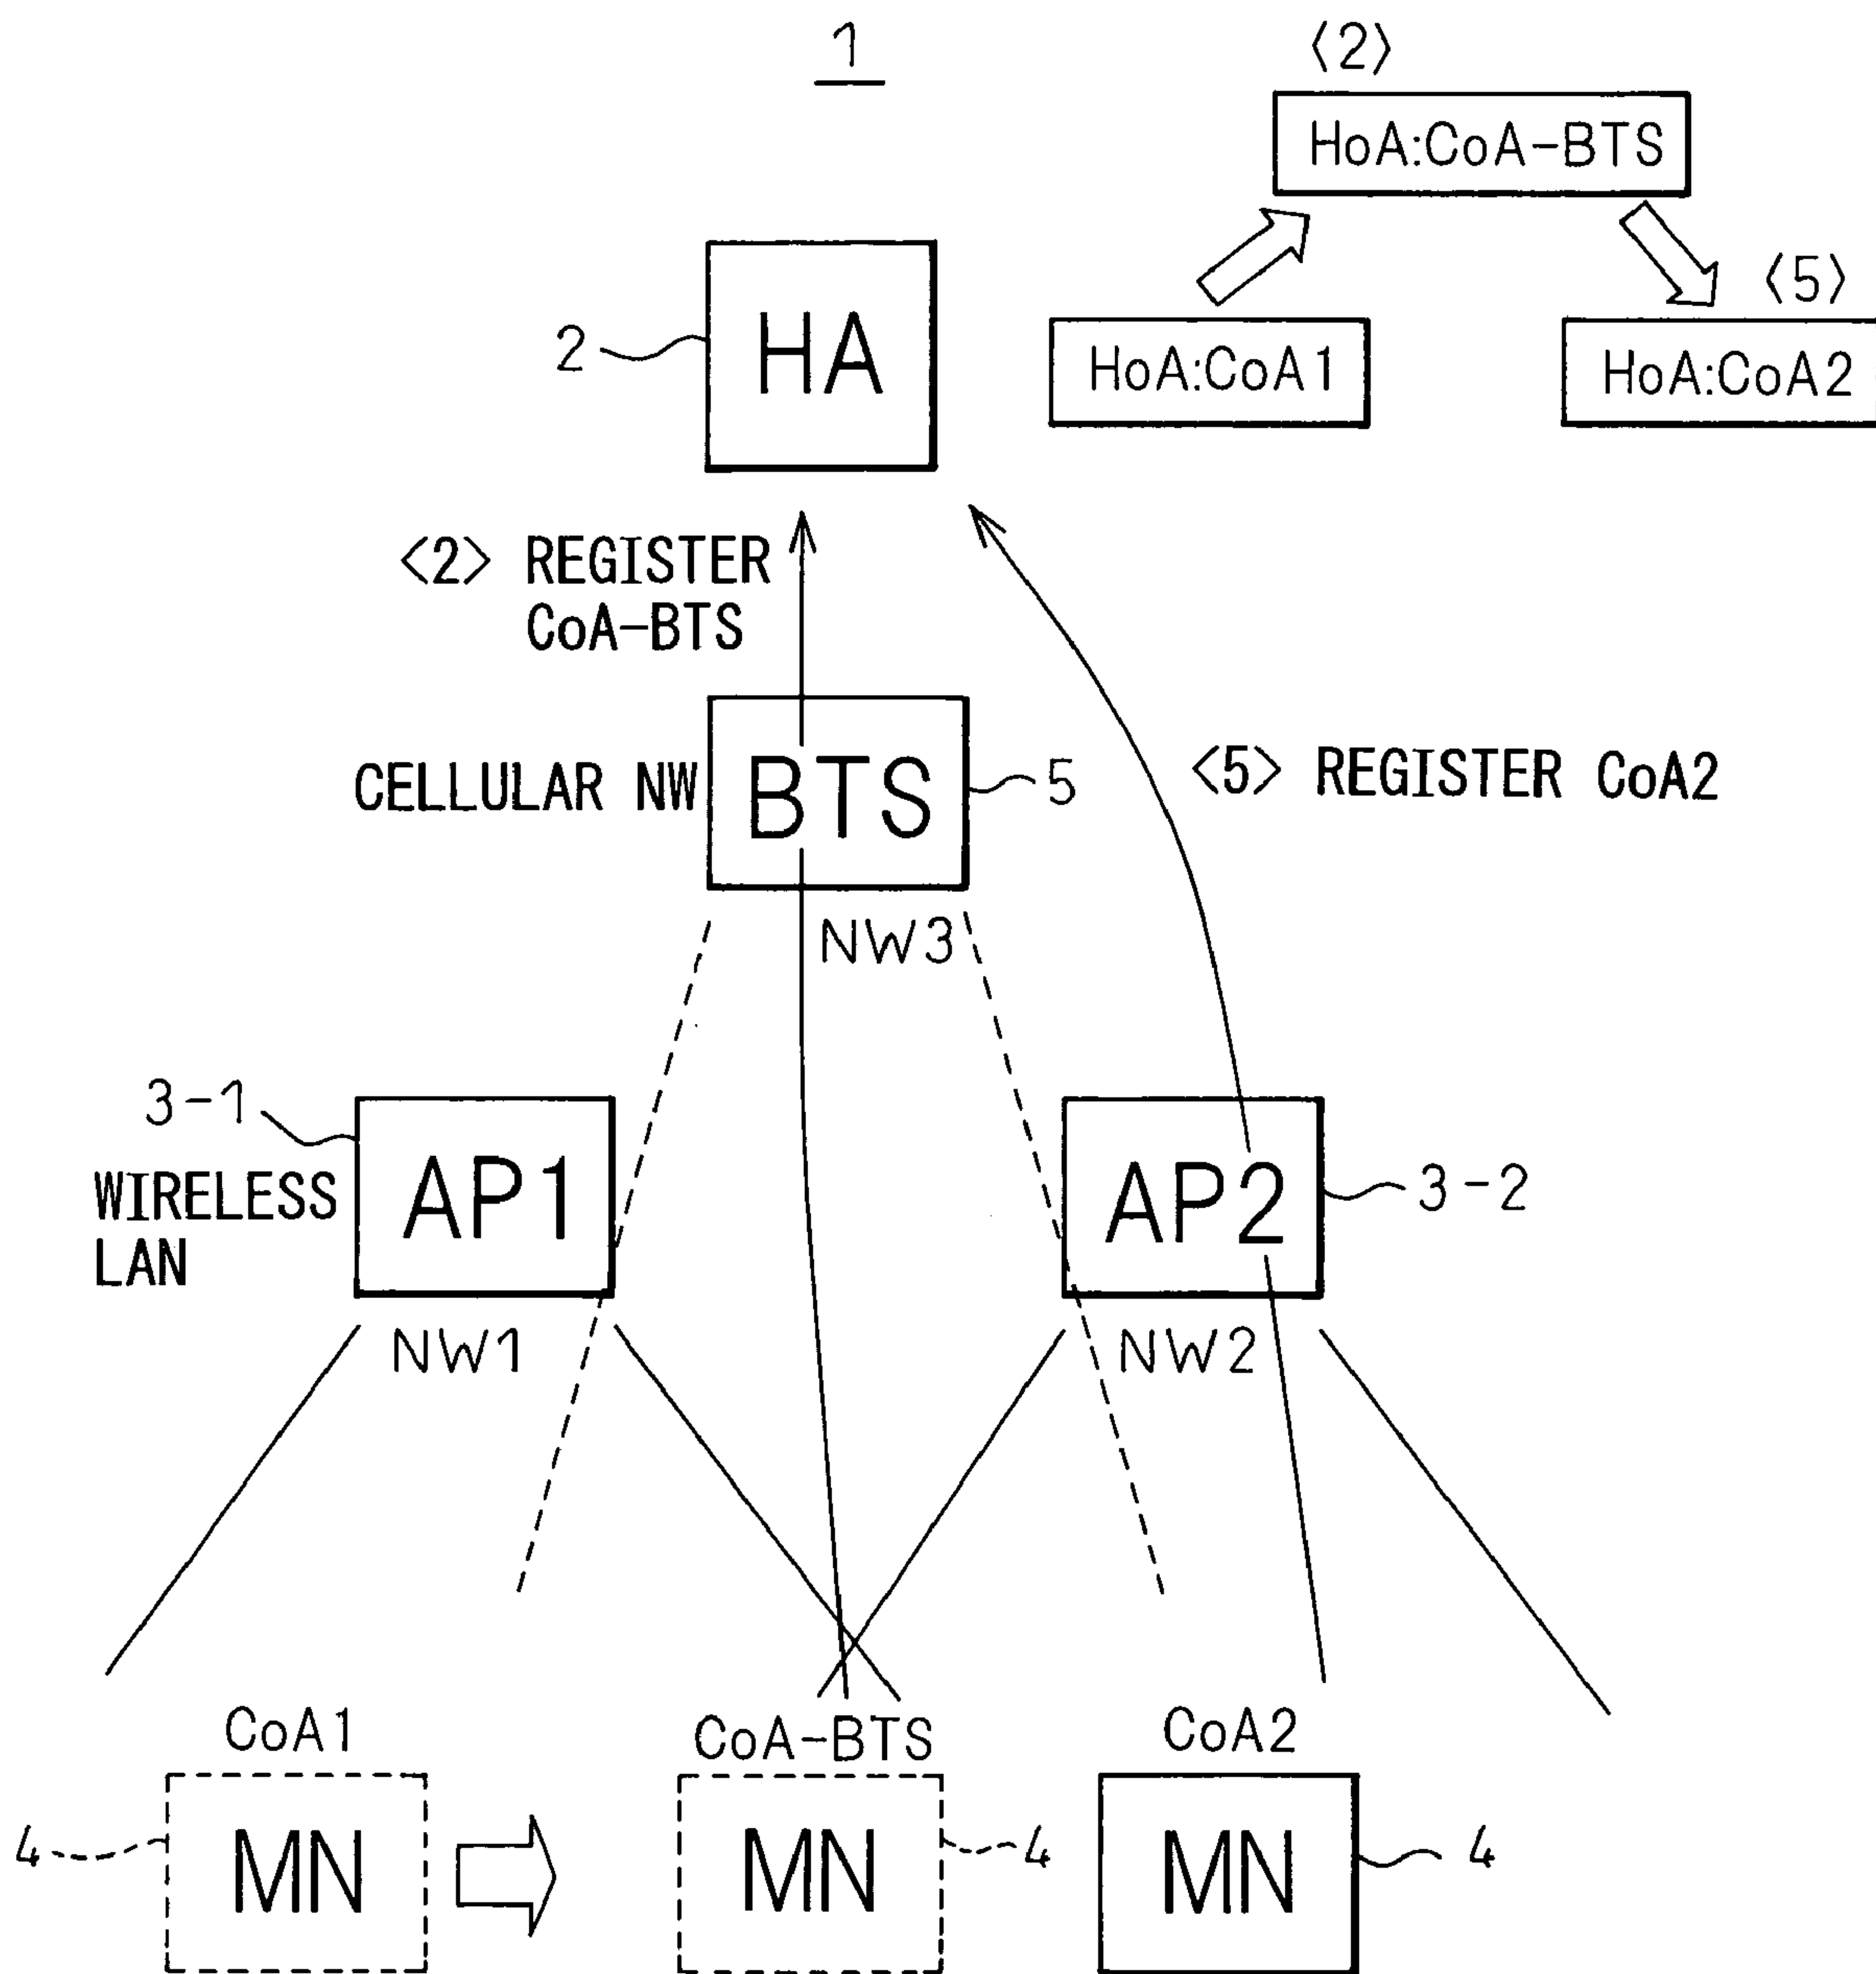 1
〈2〉
HoA:CoA-BTS
〈5〉
2
HA
HoA:CoA1
HoA:CoA2
〈2〉 REGISTER
CoA-BTS
CELLULAR NW
BTS
5
〈5〉 REGISTER CoA2
NW3
3-1
WIRELESS
LAN
AP1
AP2
3-2
NW1
NW2
CoA1
CoA-BTS
CoA2
4
MN
MN
4
MN
4